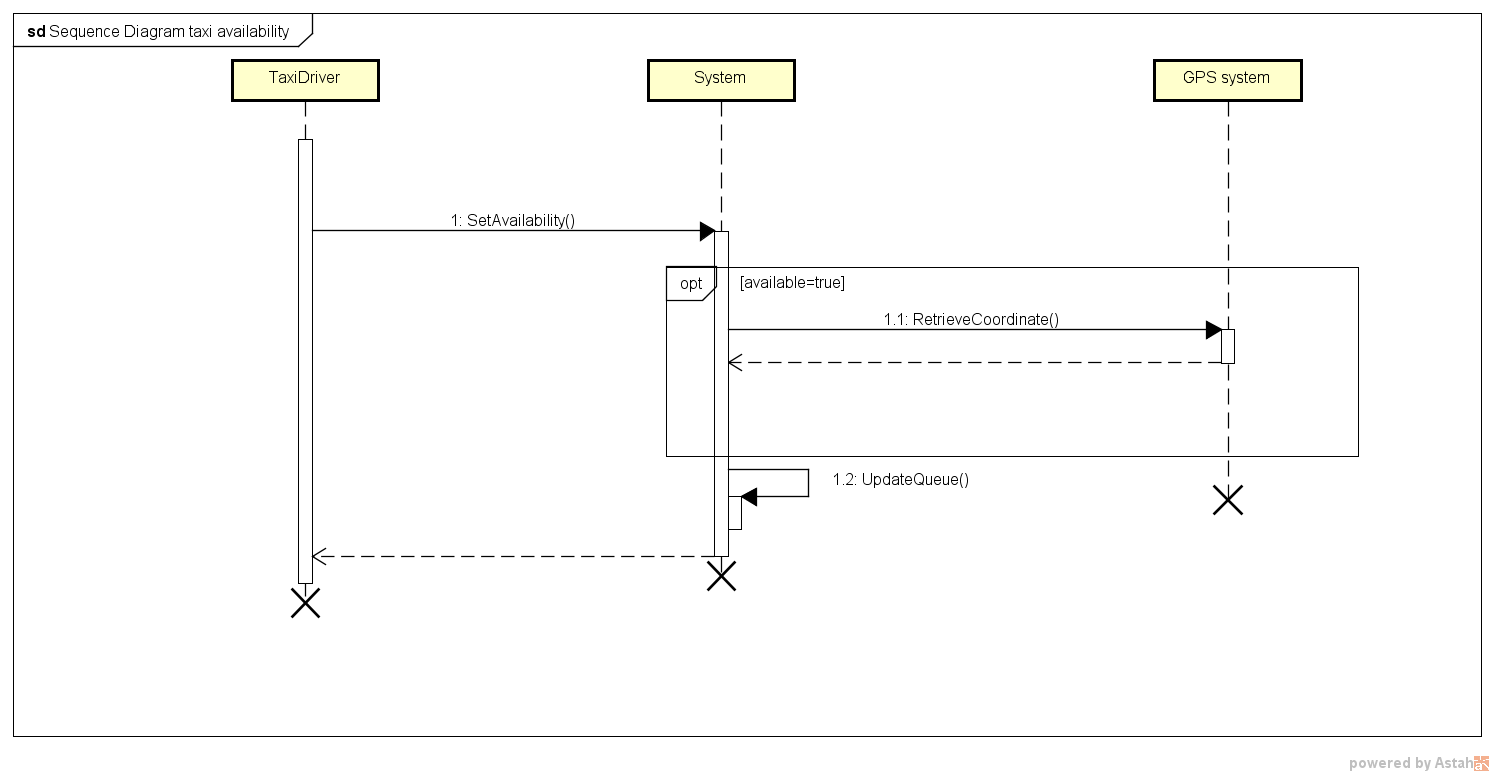 sd Sequence Diagram taxi availability
TaxiDriver
System
GPS system
1: SetAvailability()
opt
[available=true]
1.1: RetrieveCoordinate()
1.2: UpdateQueue()
powered by Astah